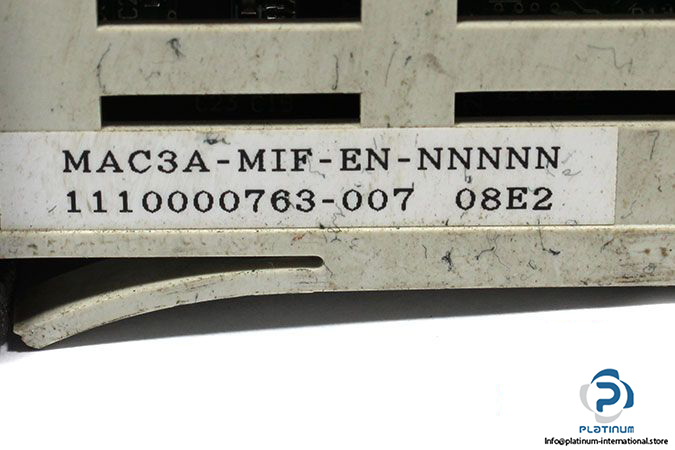 MAC3A-MIF-EN-NNNNN
1110000763-007 08E2
PLATINUM
Info@platinum-international.store